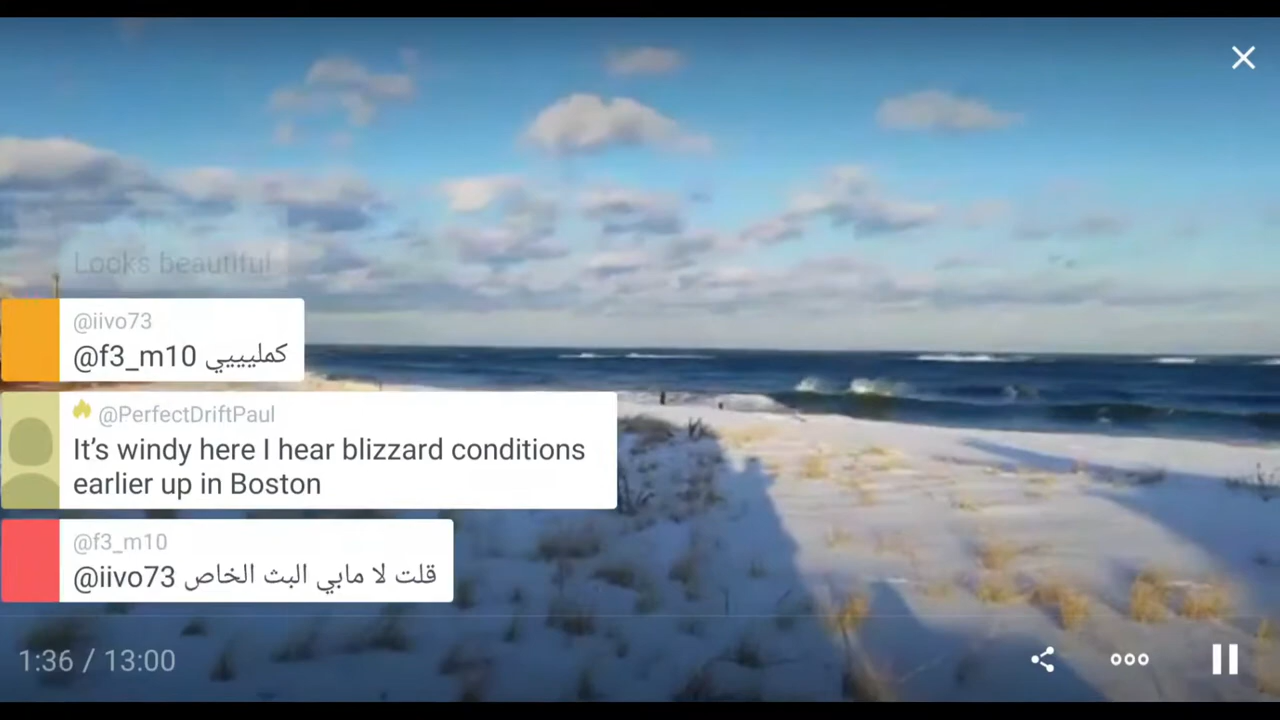 Looks beautiful
@iivo73
@f3_m10 كملييييي
@PerfectDriftPaul
It’s windy here I hear blizzard conditions
earlier up in Boston
@f3_m10
@iivo73 قلت لا مابي البث الخاص
1:36 / 13:00